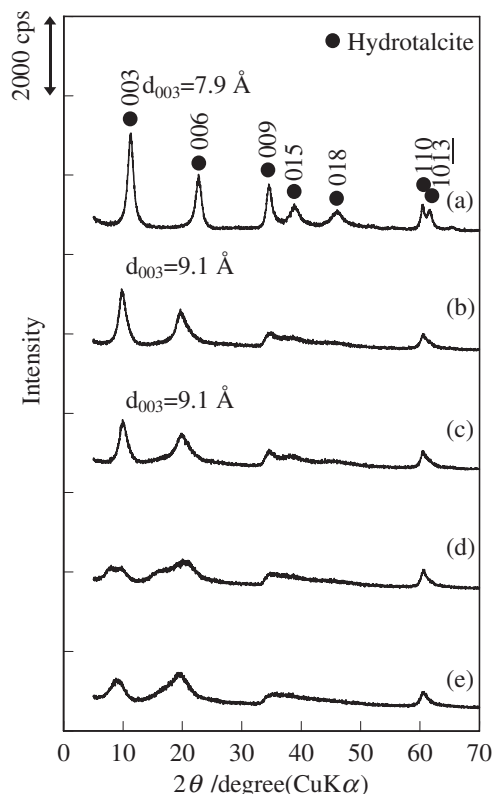 2000 cps
● Hydrotalcite
003
d₀₀₃=7.9 Å
006
009
015
018
110
1013
(a)
d₀₀₃=9.1 Å
(b)
d₀₀₃=9.1 Å
(c)
(d)
(e)
Intensity
0 10 20 30 40 50 60 70
2θ /degree(CuKα)